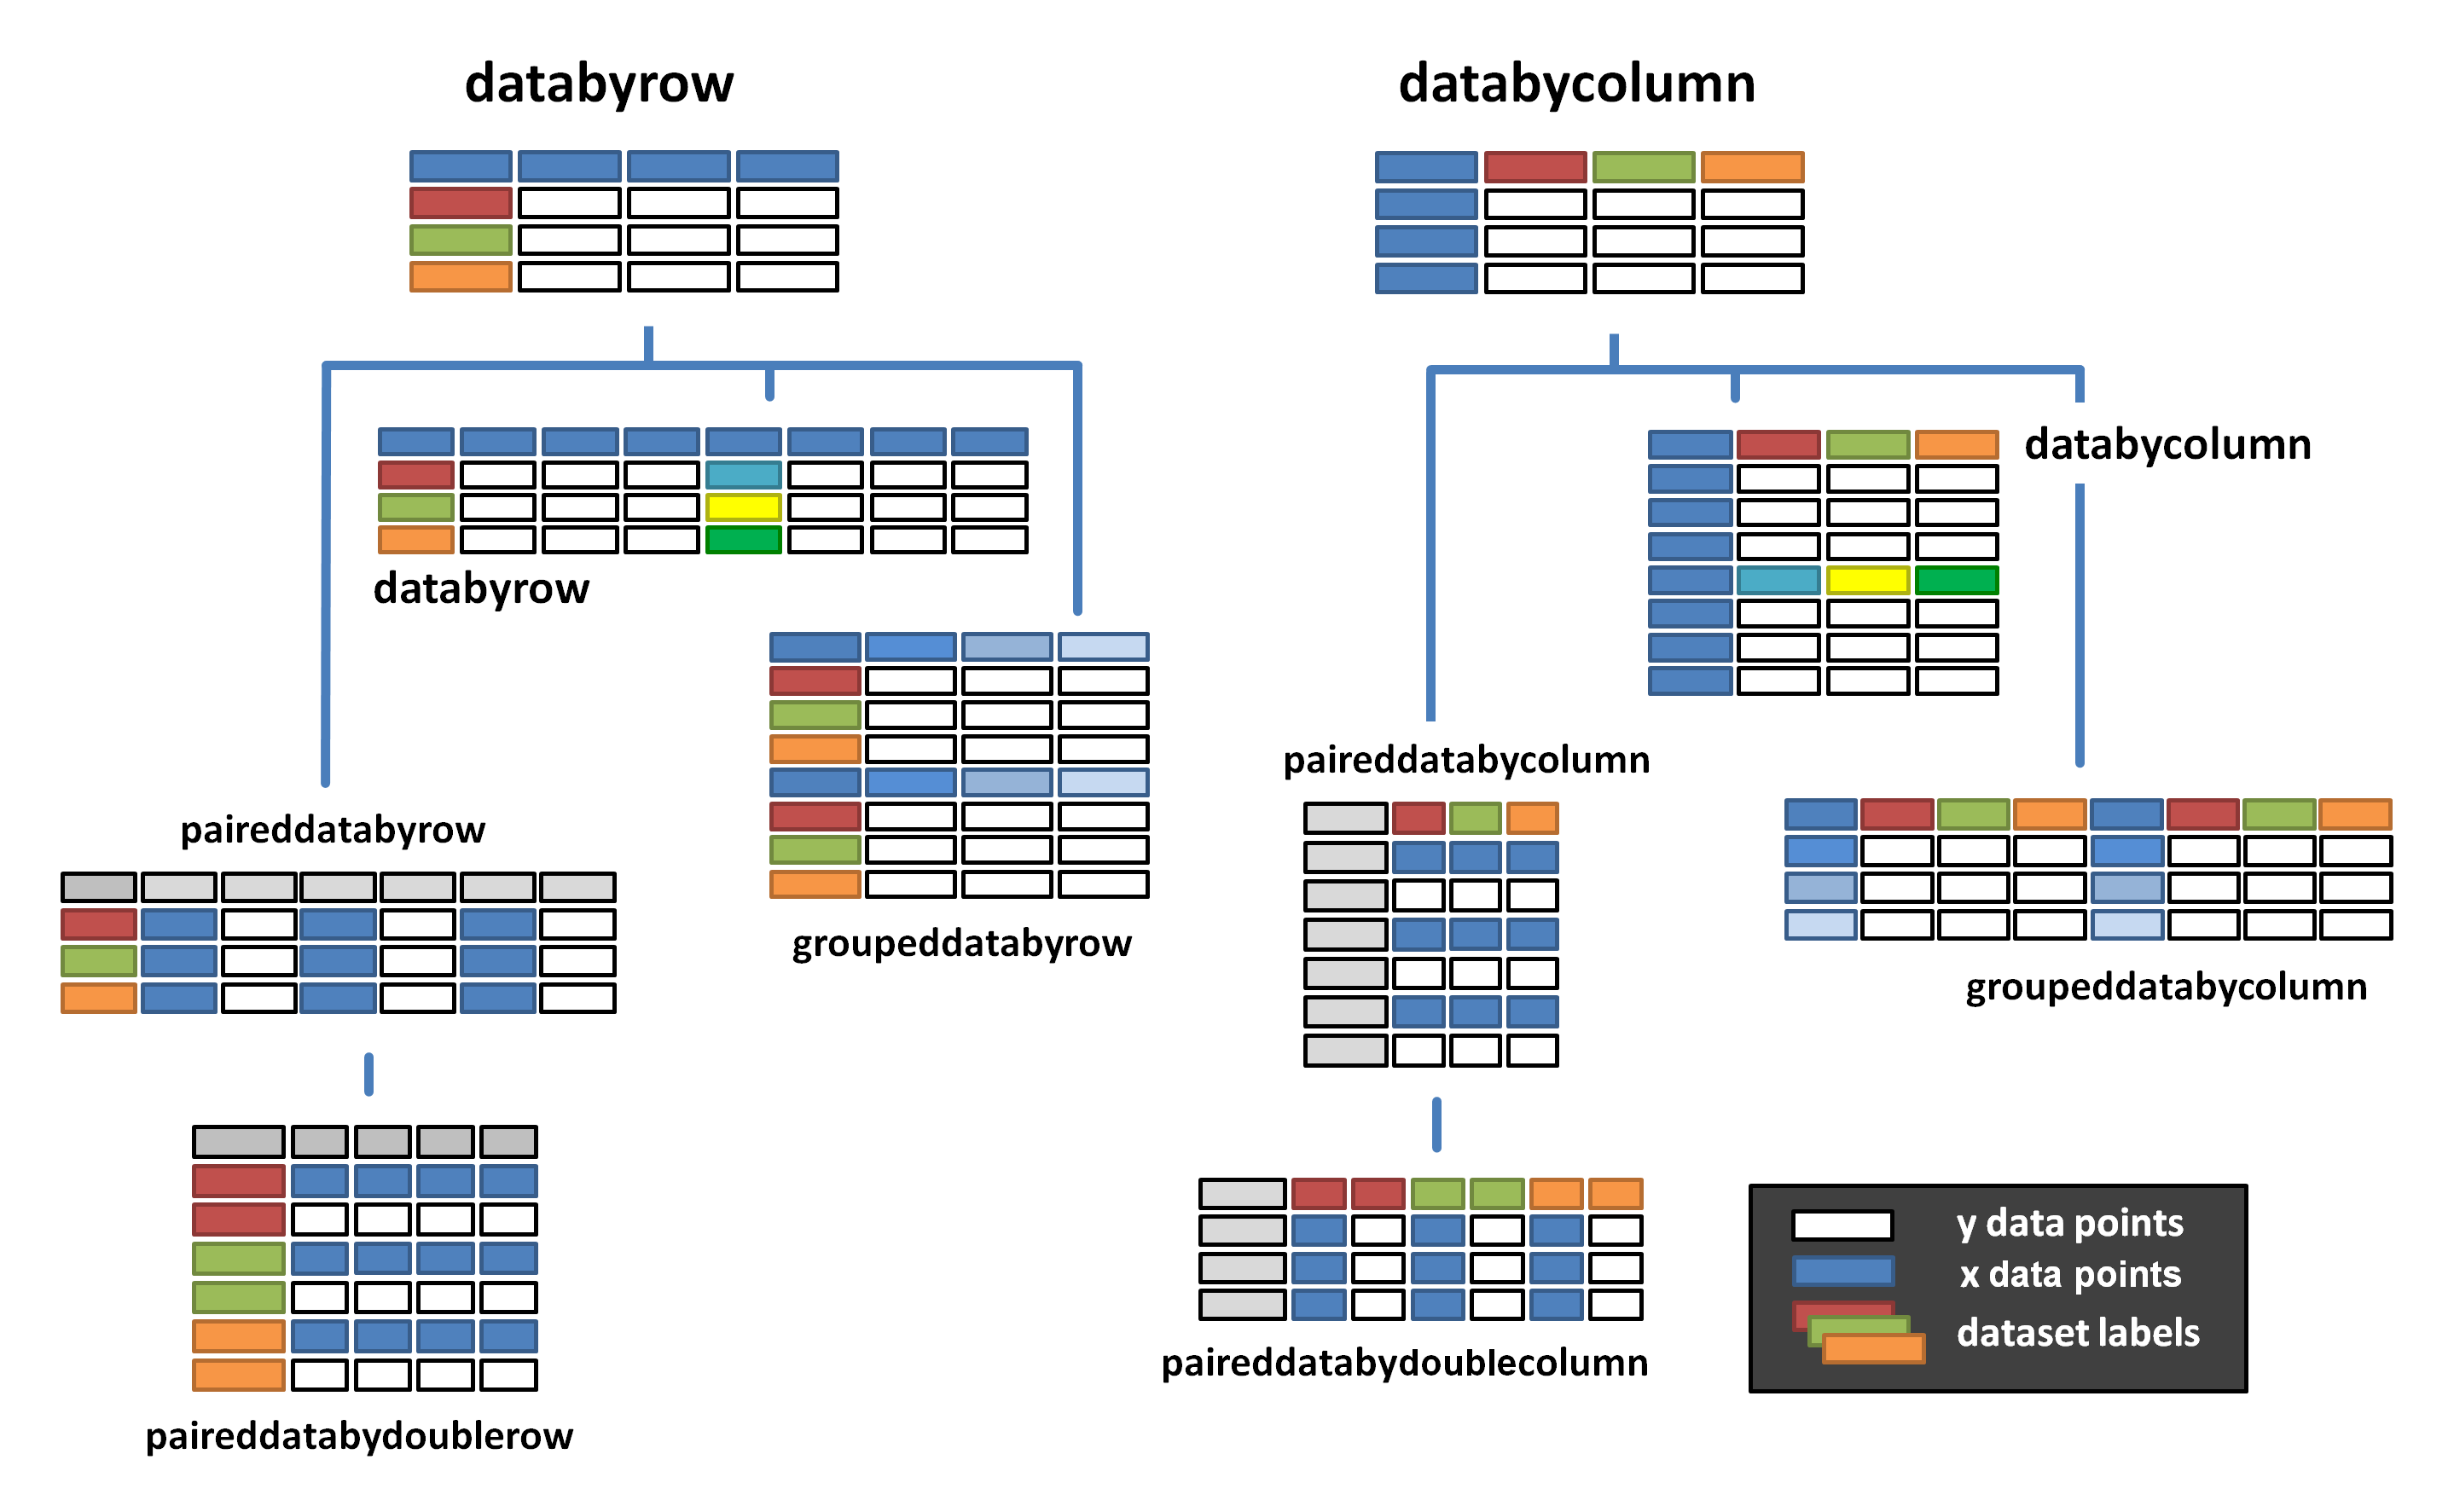 databyrow
databycolumn
databycolumn
databyrow
paireddatabycolumn
paireddatabyrow
groupeddatabyrow
groupeddatabycolumn
y data points
x data points
dataset labels
paireddatabydoublecolumn
paireddatabydoublerow